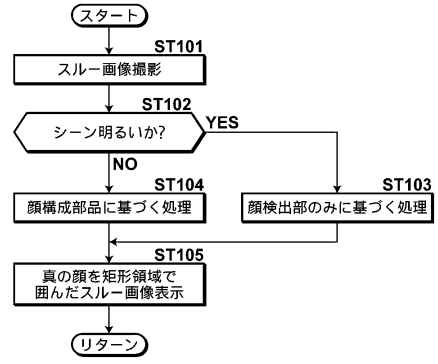 スタート
ST101
スルー画像撮影
ST102
シーン明るいか?
YES
NO
ST104
顔構成部品に基づく処理
ST103
顔検出部のみに基づく処理
ST105
真の顔を矩形領域で
囲んだスルー画像表示
リターン